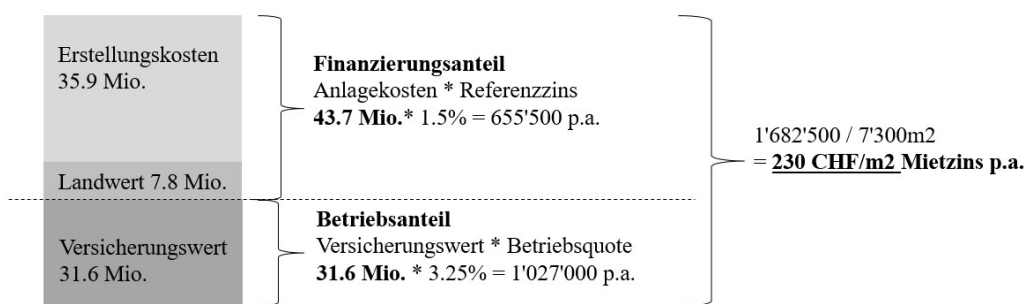 Erstellungskosten
35.9 Mio.
Landwert 7.8 Mio.
Versicherungswert
31.6 Mio.
Finanzierungsanteil
Anlagekosten * Referenzzins
43.7 Mio.* 1.5% = 655'500 p.a.
Betriebsanteil
Versicherungswert * Betriebsquote
31.6 Mio. * 3.25% = 1'027'000 p.a.
1'682'500 / 7'300m2
= 230 CHF/m2 Mietzins p.a.